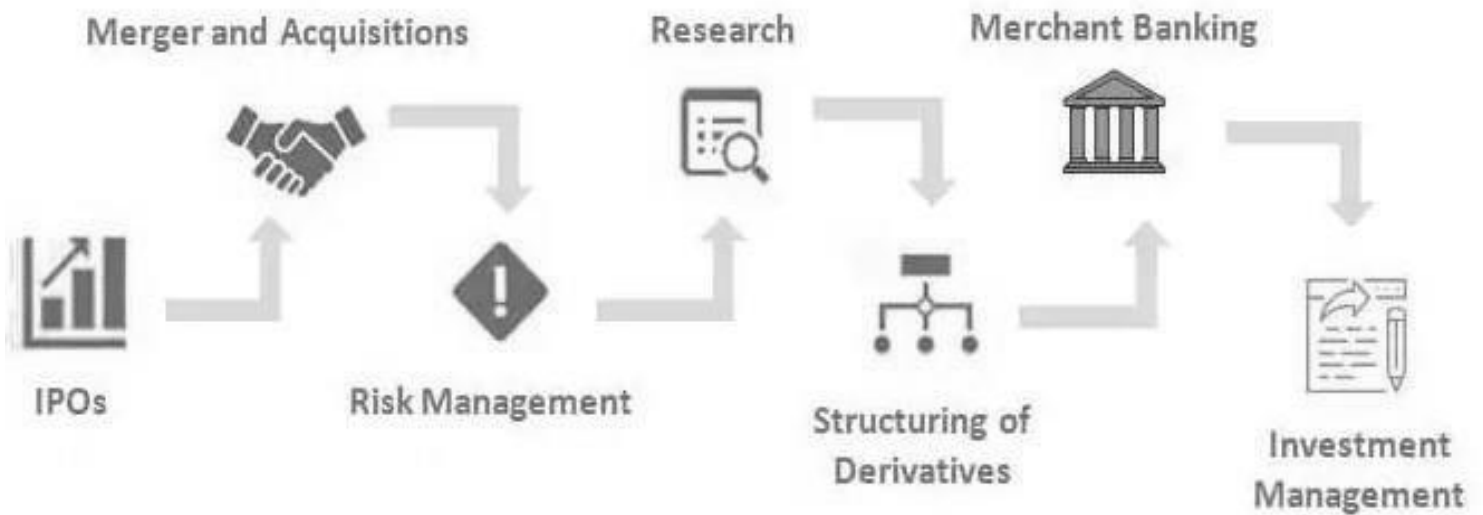 Merger and Acquisitions
Research
Merchant Banking
IPOs
Risk Management
Structuring of
Derivatives
Investment
Management